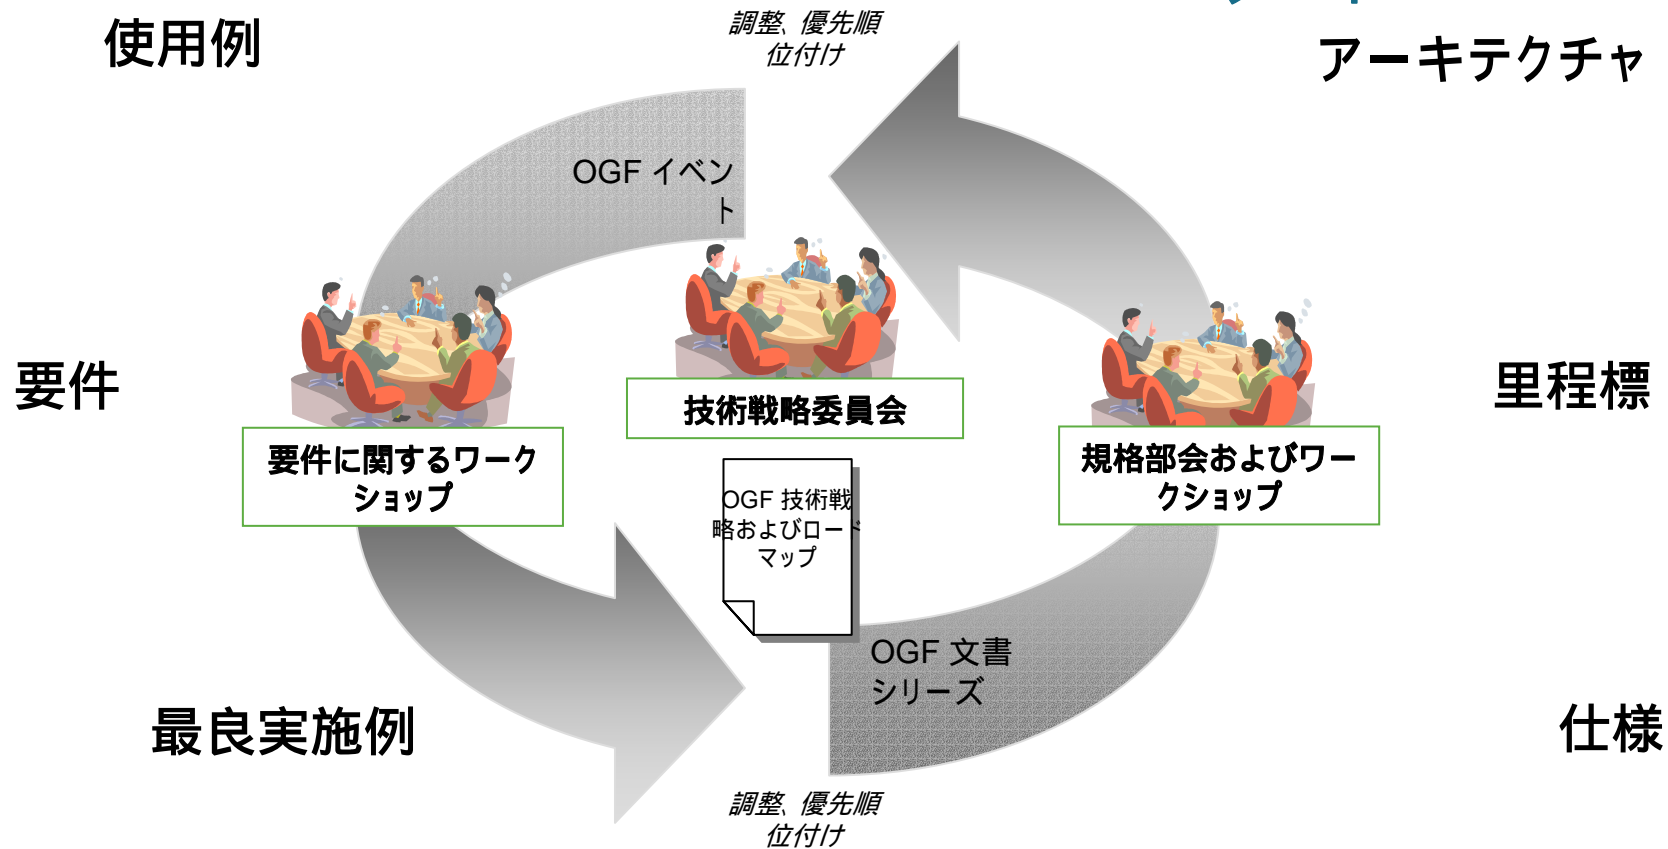 調整、優先順
位付け
使用例
アーキテクチャ
OGF イベン
ト
技術戦略委員会
要件
里程標
要件に関するワーク
ショップ
規格部会およびワー
クショップ
OGF 技術戦
略およびロード
マップ
OGF 文書
シリーズ
最良実施例
仕様
調整、優先順
位付け